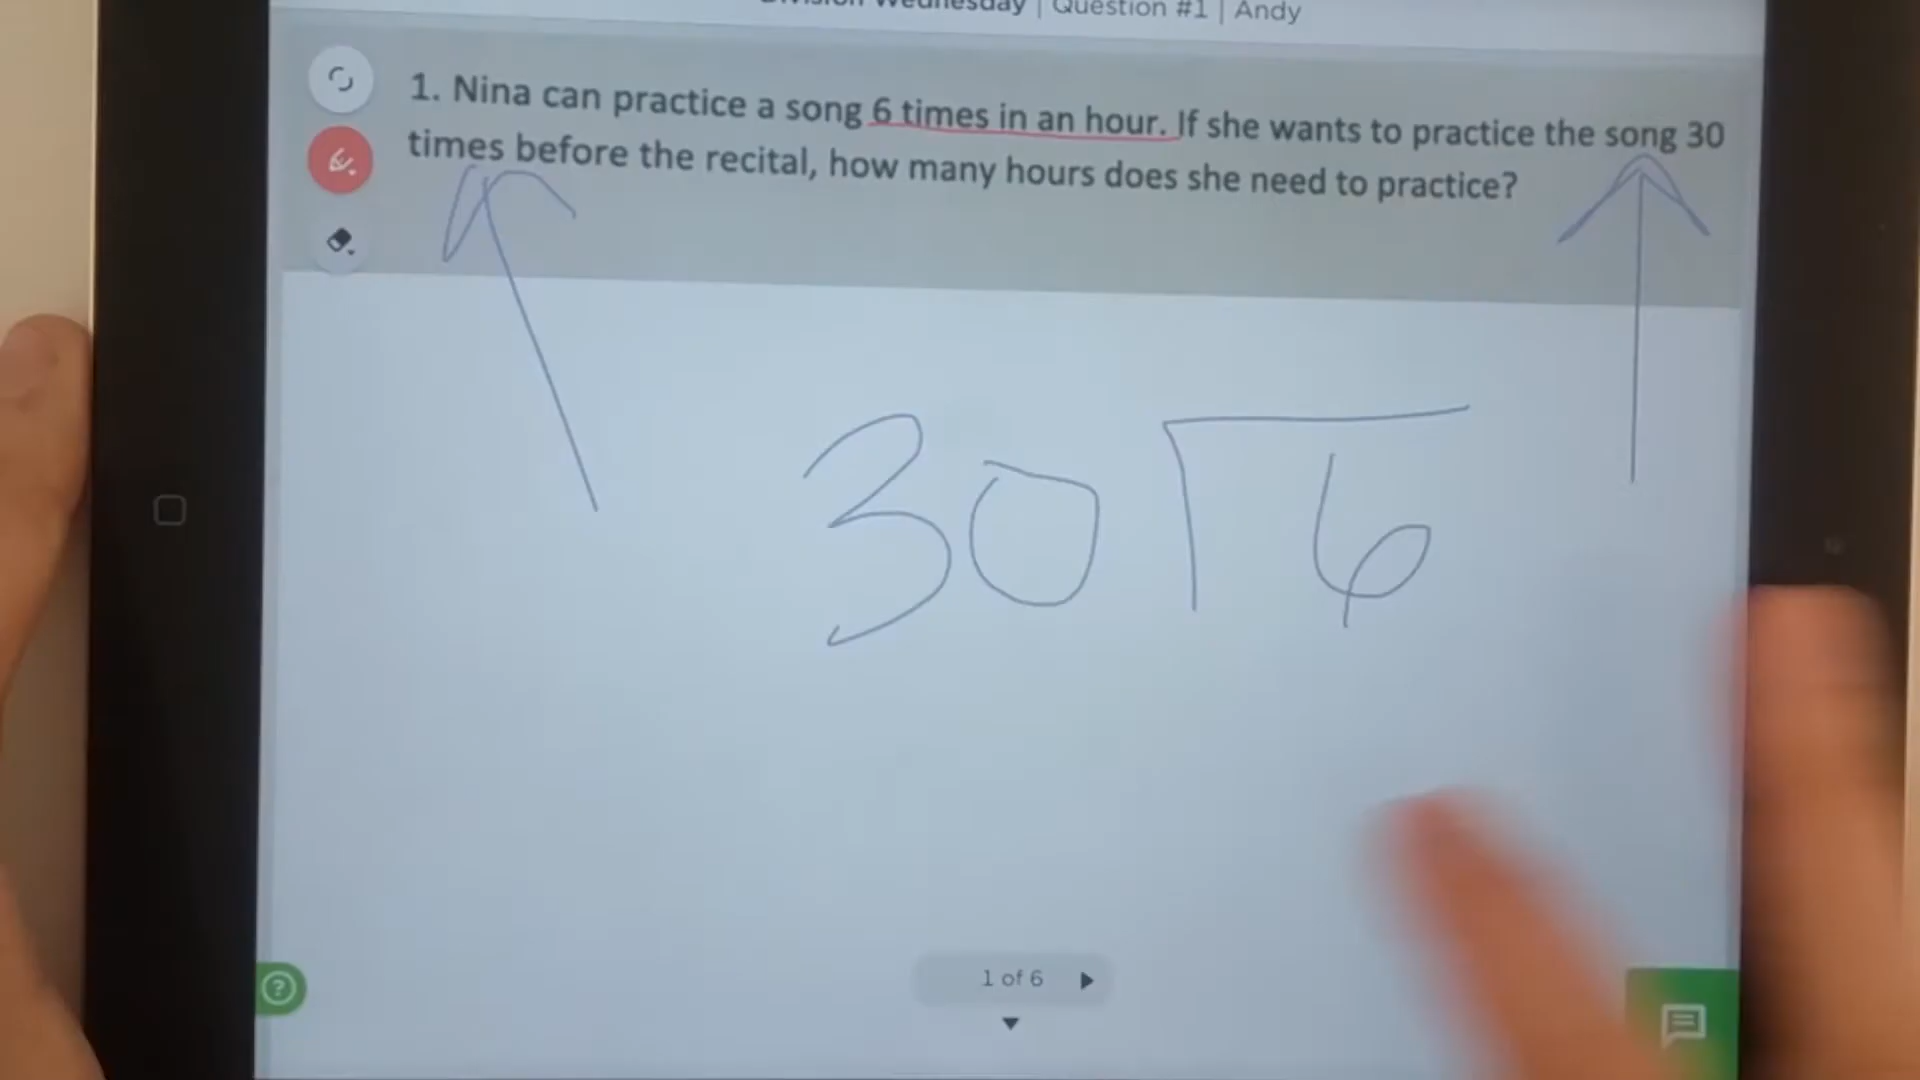 Division Wednesday | Question #1 | Andy
1. Nina can practice a song 6 times in an hour. If she wants to practice the song 30
times before the recital, how many hours does she need to practice?
30 6
1 of 6
?